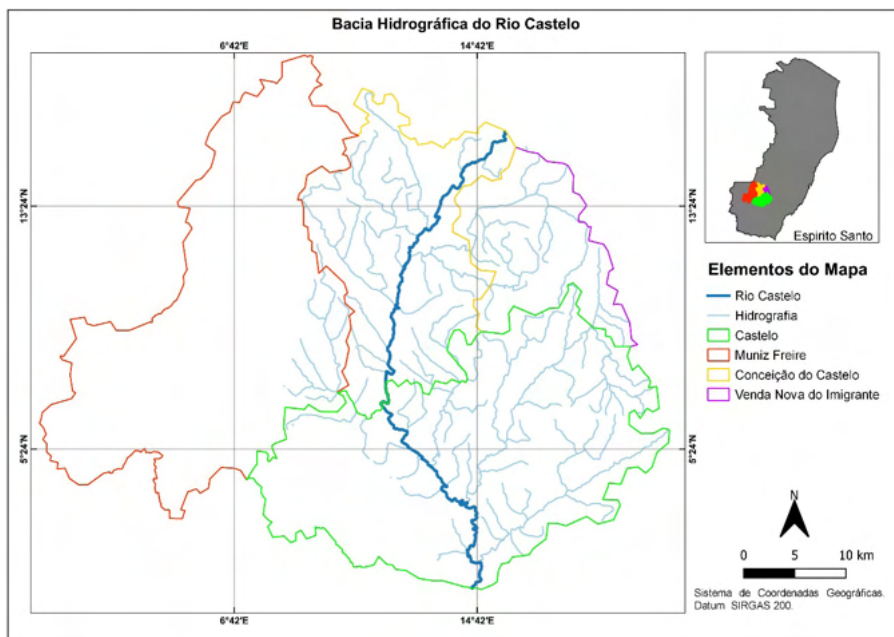 Bacia Hidrográfica do Rio Castelo
6°42'E 14°42'E
13°24'N 13°24'N
5°24'N 5°24'N
6°42'E 14°42'E
Espirito Santo
Elementos do Mapa
Rio Castelo
Hidrografia
Castelo
Muniz Freire
Conceição do Castelo
Venda Nova do Imigrante
N
0 5 10 km
Sistema de Coordenadas Geográficas.
Datum SIRGAS 200.